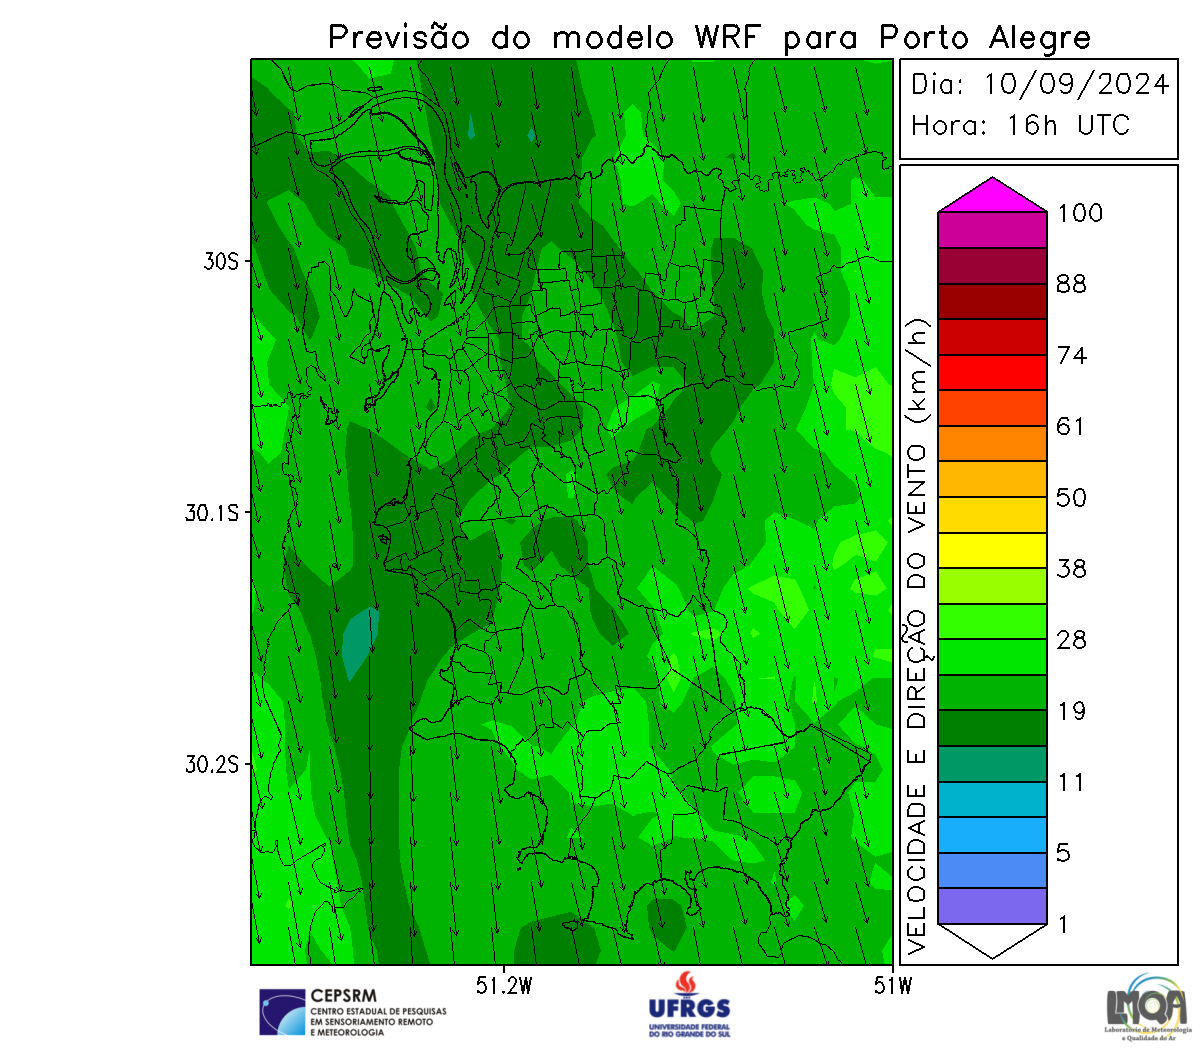 Previsão do modelo WRF para Porto Alegre
Dia: 10/09/2024
Hora: 16h UTC
100
88
74
61
50
38
28
19
11
5
1
VELOCIDADE E DIREÇÃO DO VENTO (km/h)
30S
30.1S
30.2S
51.2W
51W
CEPSRM
CENTRO ESTADUAL DE PESQUISAS
EM SENSORIAMENTO REMOTO
E METEOROLOGIA
UFRGS
UNIVERSIDADE FEDERAL
DO RIO GRANDE DO SUL
LMQA
Laboratório de Meteorologia
e Qualidade do Ar